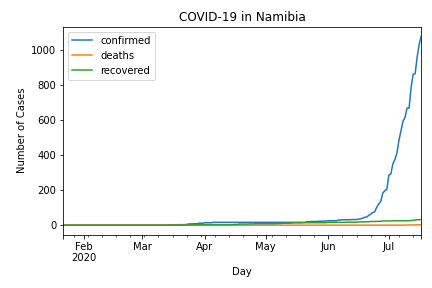 COVID-19 in Namibia
confirmed
deaths
recovered
Number of Cases
1000
800
600
400
200
0
Feb
2020
Mar
Apr
May
Jun
Jul
Day